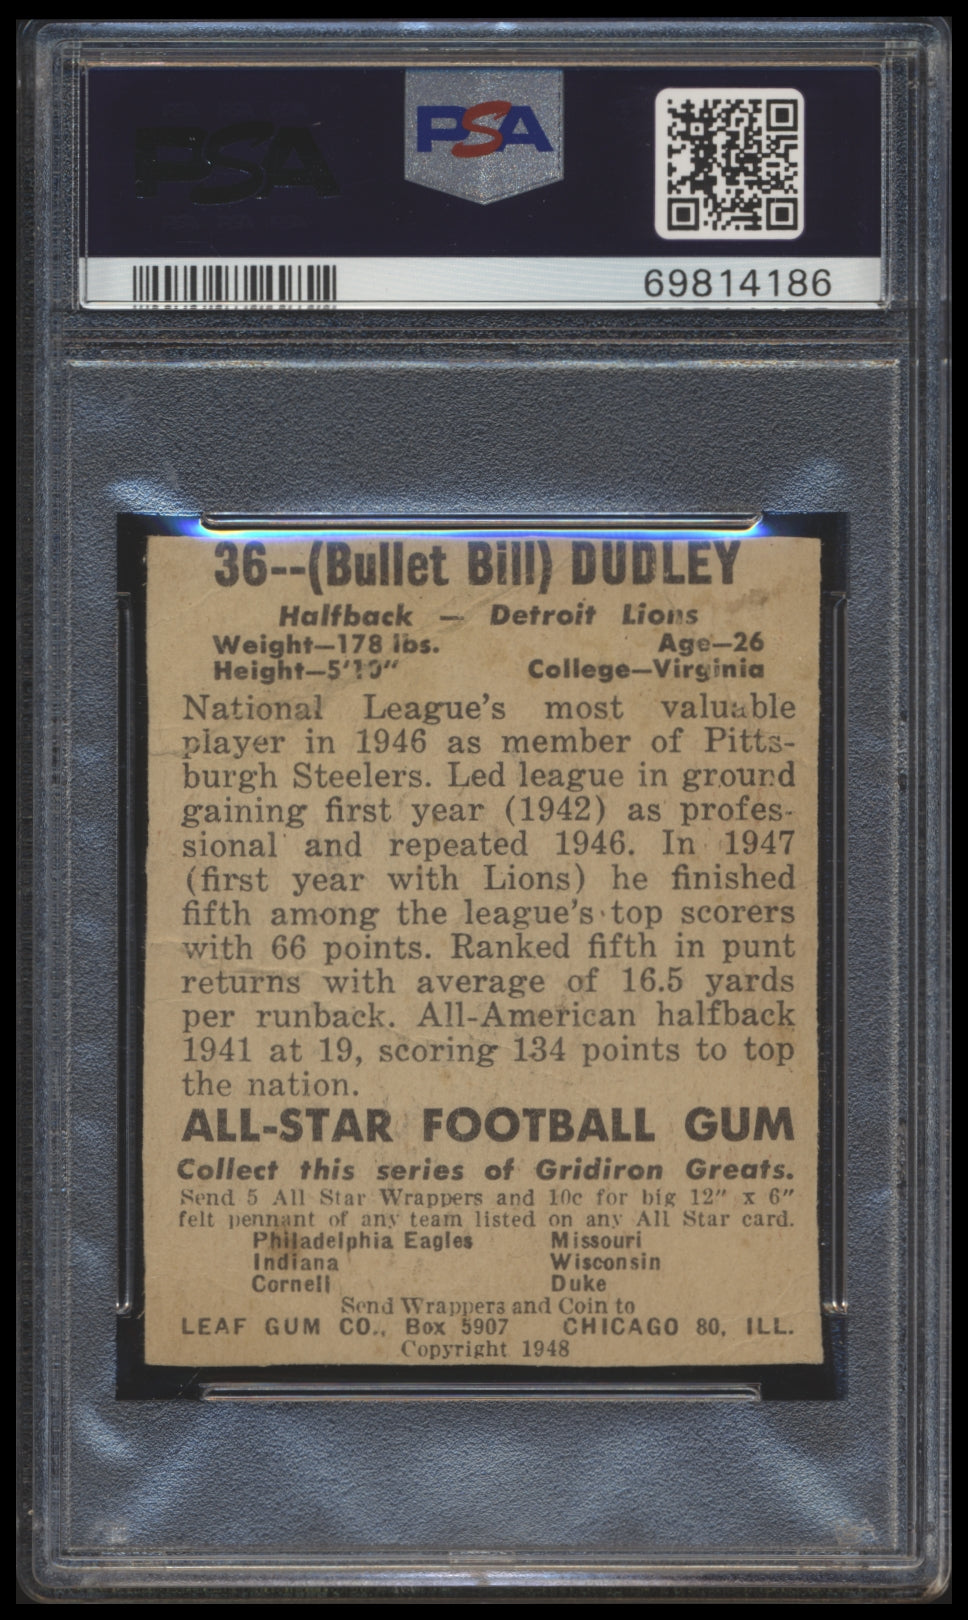 PSA
PSA
69814186
36--(Bullet Bill) DUDLEY
Halfback — Detroit Lions
Weight—178 lbs. Age—26
Height—5'10" College—Virginia
National League's most valuable
player in 1946 as member of Pitts-
burgh Steelers. Led league in ground
gaining first year (1942) as profes-
sional and repeated 1946. In 1947
(first year with Lions) he finished
fifth among the league's top scorers
with 66 points. Ranked fifth in punt
returns with average of 16.5 yards
per runback. All-American halfback
1941 at 19, scoring 134 points to top
the nation.
ALL-STAR FOOTBALL GUM
Collect this series of Gridiron Greats.
Send 5 All Star Wrappers and 10c for big 12" x 6"
felt pennant of any team listed on any All Star card.
Philadelphia Eagles Missouri
Indiana Wisconsin
Cornell Duke
Send Wrappers and Coin to
LEAF GUM CO., Box 5907 CHICAGO 80, ILL.
Copyright 1948